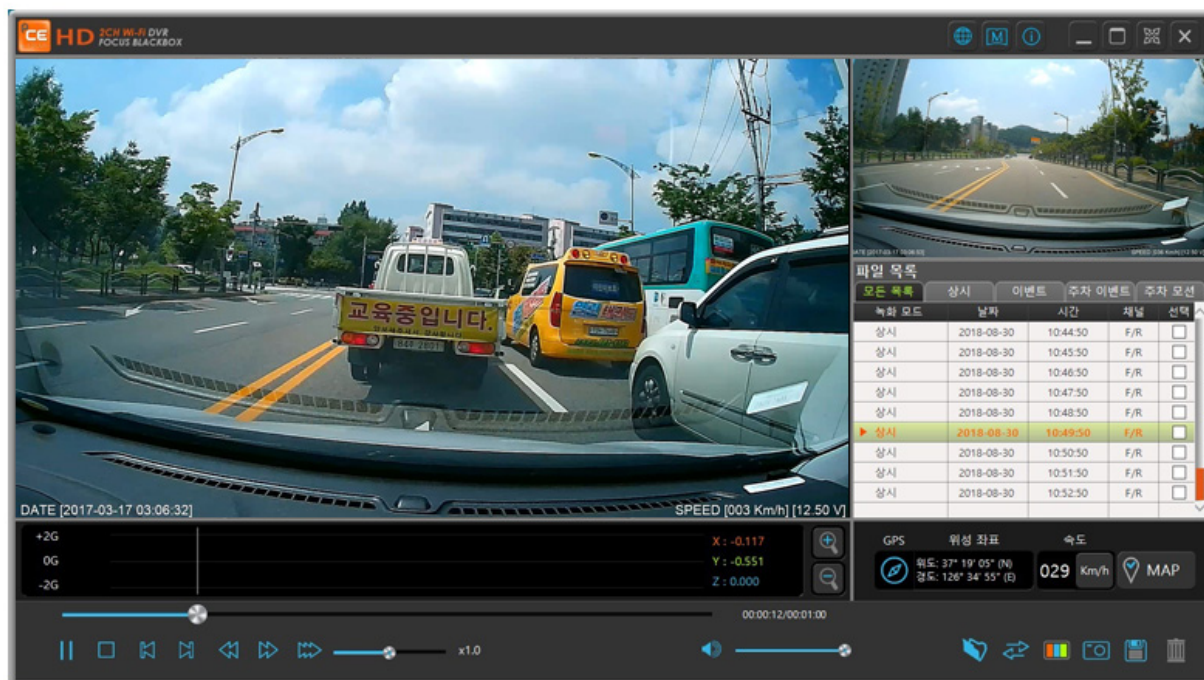 CE HD 2CH Wi-Fi DVR
FOCUS BLACKBOX
M
교육중입니다.
84부 2801
DATE [2017-03-17 03:06:32]
SPEED [003 Km/h] [12.50 V]
파일 목록
모든 목록 상시 이벤트 주차 이벤트 주차 모션
녹화 모드 날짜 시간 채널 선택
상시 2018-08-30 10:44:50 F/R
상시 2018-08-30 10:45:50 F/R
상시 2018-08-30 10:46:50 F/R
상시 2018-08-30 10:47:50 F/R
상시 2018-08-30 10:48:50 F/R
상시 2018-08-30 10:49:50 F/R
상시 2018-08-30 10:50:50 F/R
상시 2018-08-30 10:51:50 F/R
상시 2018-08-30 10:52:50 F/R
+2G
0G
-2G
X : -0.117
Y : -0.551
Z : 0.000
GPS 위성 좌표 속도
위도: 37° 19' 05" (N)
경도: 126° 34' 55" (E)
029 Km/h MAP
00:00:12/00:01:00
x1.0